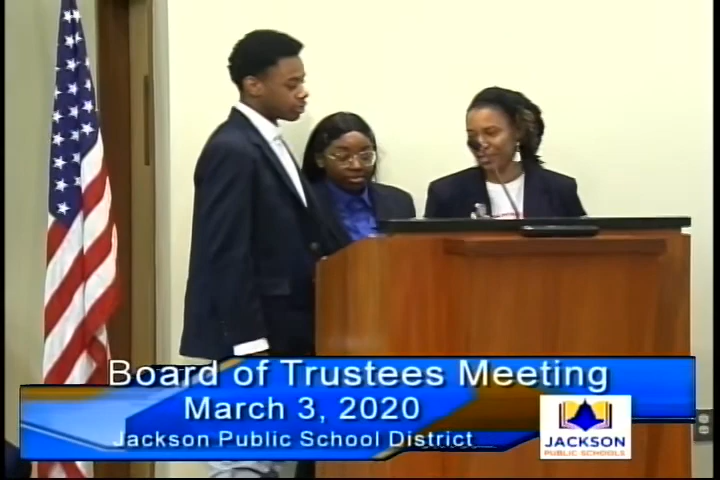 Board of Trustees Meeting
March 3, 2020
Jackson Public School District
JACKSON
PUBLIC SCHOOLS